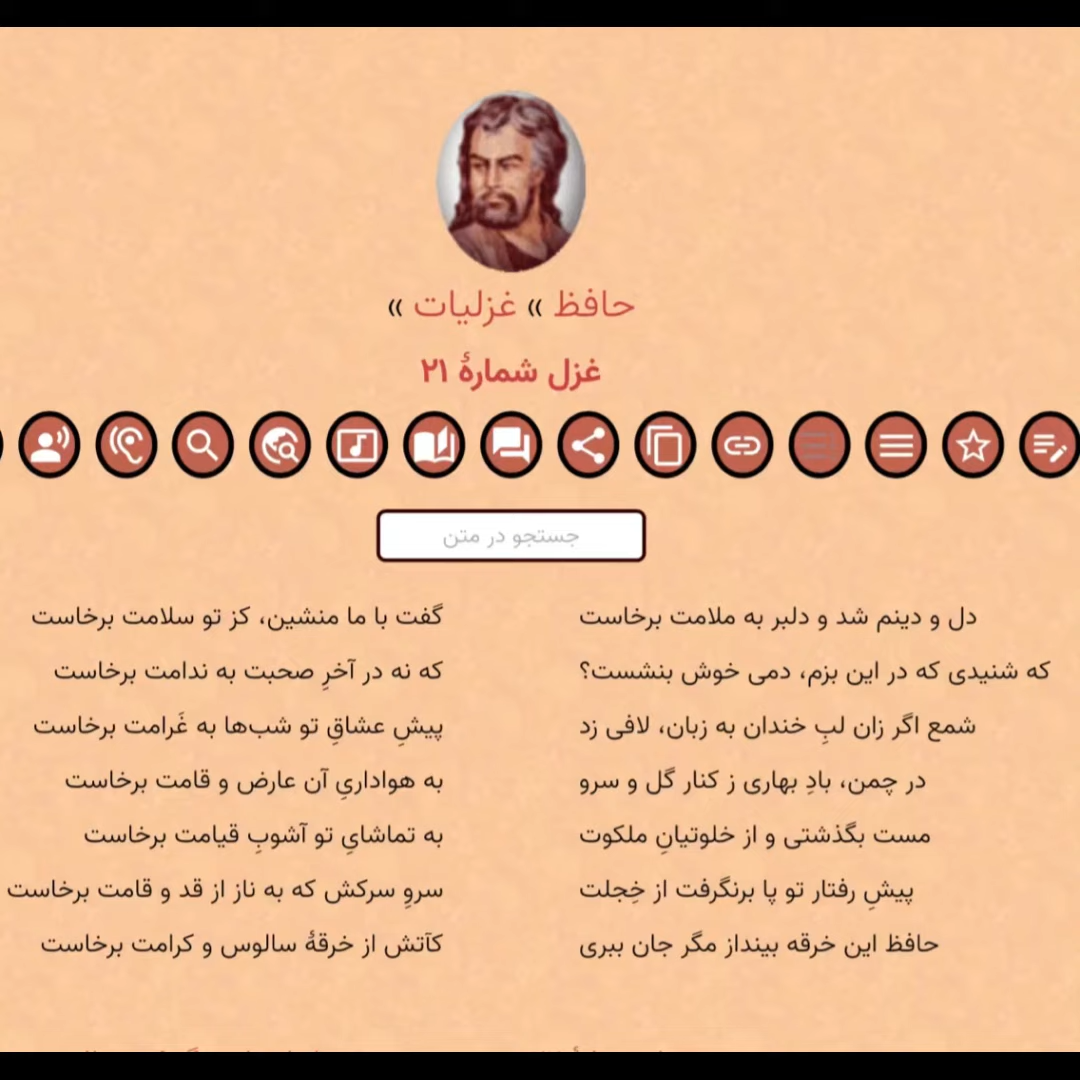 حافظ » غزلیات »
غزل شمارهٔ ۲۱
جستجو در متن
دل و دینم شد و دلبر به ملامت برخاست گفت با ما منشین، کز تو سلامت برخاست
که شنیدی که در این بزم، دمی خوش بنشست؟ که نه در آخرِ صحبت به ندامت برخاست
شمع اگر زان لبِ خندان به زبان، لافی زد پیشِ عشاقِ تو شب‌ها به غَرامت برخاست
در چمن، بادِ بهاری ز کنار گل و سرو به هواداریِ آن عارض و قامت برخاست
مست بگذشتی و از خلوتیانِ ملکوت به تماشایِ تو آشوبِ قیامت برخاست
پیشِ رفتار تو پا برنگرفت از خِجلت سروِ سرکش که به ناز از قد و قامت برخاست
حافظ این خرقه بینداز مگر جان ببری کآتش از خرقهٔ سالوس و کرامت برخاست